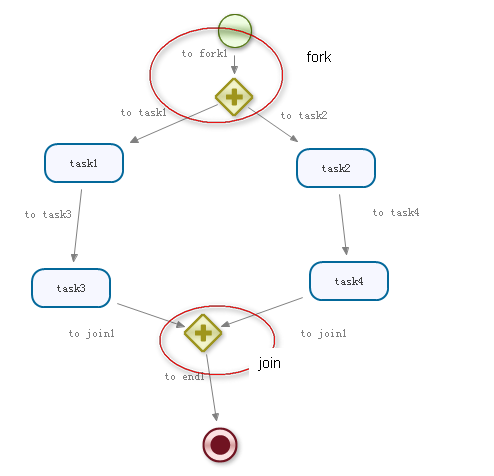 to fork1
fork
to task1
to task2
task1
task2
to task3
to task4
task3
task4
to join1
to join1
join
to end1